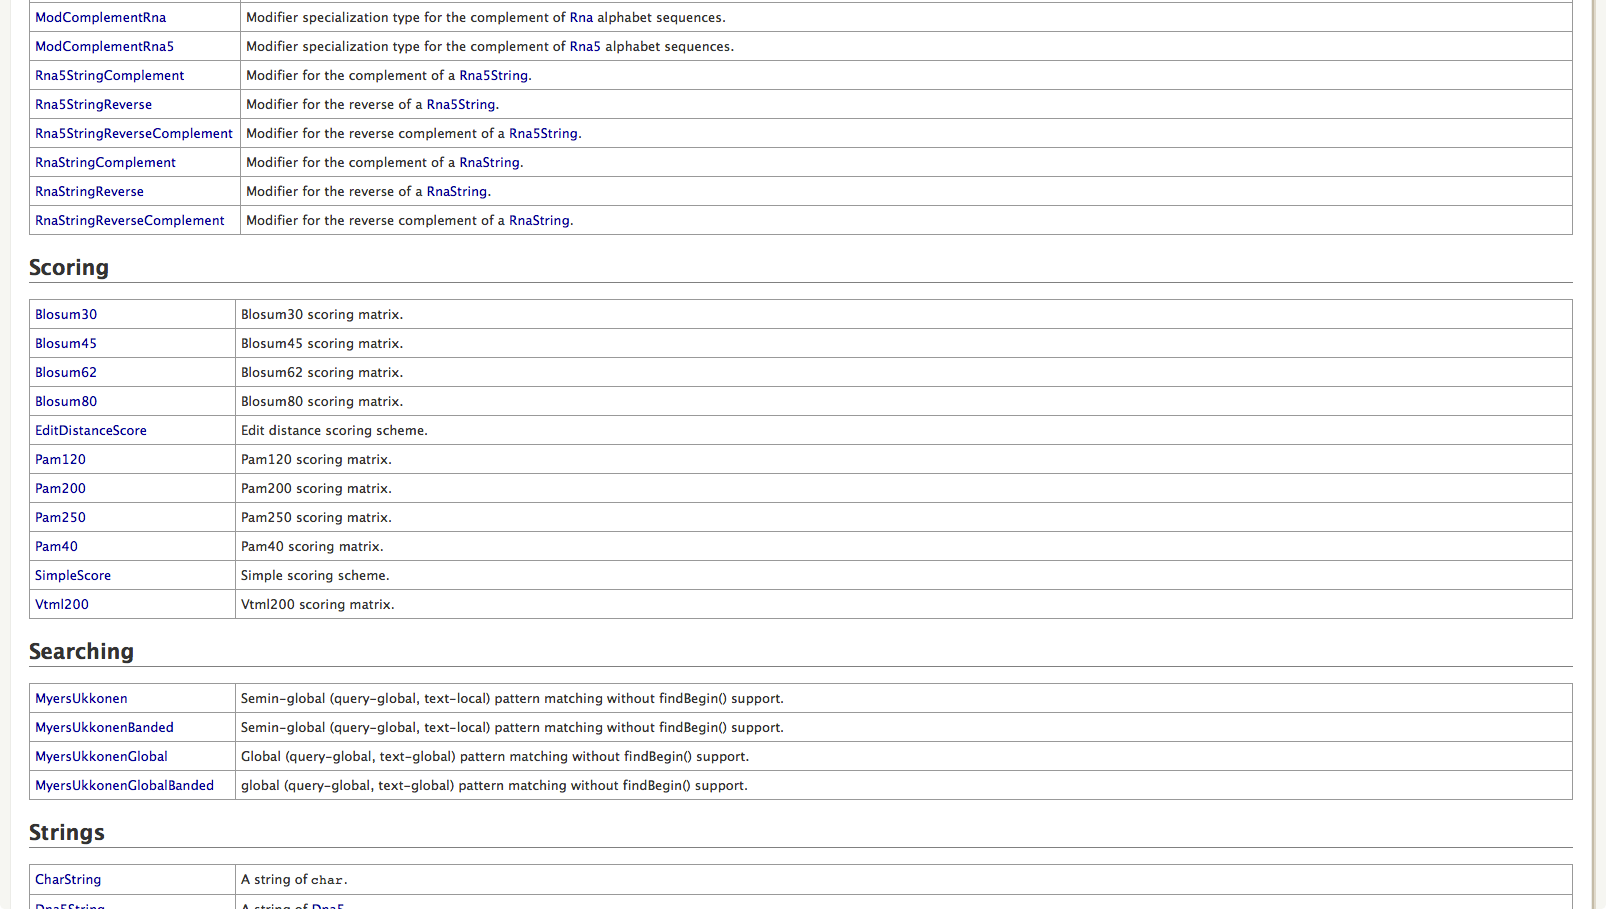 ModComplementRna Modifier specialization type for the complement of Rna alphabet sequences.
ModComplementRna5 Modifier specialization type for the complement of Rna5 alphabet sequences.
Rna5StringComplement Modifier for the complement of a Rna5String.
Rna5StringReverse Modifier for the reverse of a Rna5String.
Rna5StringReverseComplement Modifier for the reverse complement of a Rna5String.
RnaStringComplement Modifier for the complement of a RnaString.
RnaStringReverse Modifier for the reverse of a RnaString.
RnaStringReverseComplement Modifier for the reverse complement of a RnaString.
Scoring
Blosum30 Blosum30 scoring matrix.
Blosum45 Blosum45 scoring matrix.
Blosum62 Blosum62 scoring matrix.
Blosum80 Blosum80 scoring matrix.
EditDistanceScore Edit distance scoring scheme.
Pam120 Pam120 scoring matrix.
Pam200 Pam200 scoring matrix.
Pam250 Pam250 scoring matrix.
Pam40 Pam40 scoring matrix.
SimpleScore Simple scoring scheme.
Vtml200 Vtml200 scoring matrix.
Searching
MyersUkkonen Semin-global (query-global, text-local) pattern matching without findBegin() support.
MyersUkkonenBanded Semin-global (query-global, text-local) pattern matching without findBegin() support.
MyersUkkonenGlobal Global (query-global, text-global) pattern matching without findBegin() support.
MyersUkkonenGlobalBanded global (query-global, text-global) pattern matching without findBegin() support.
Strings
CharString A string of char.
Dna5String A string of Dna5